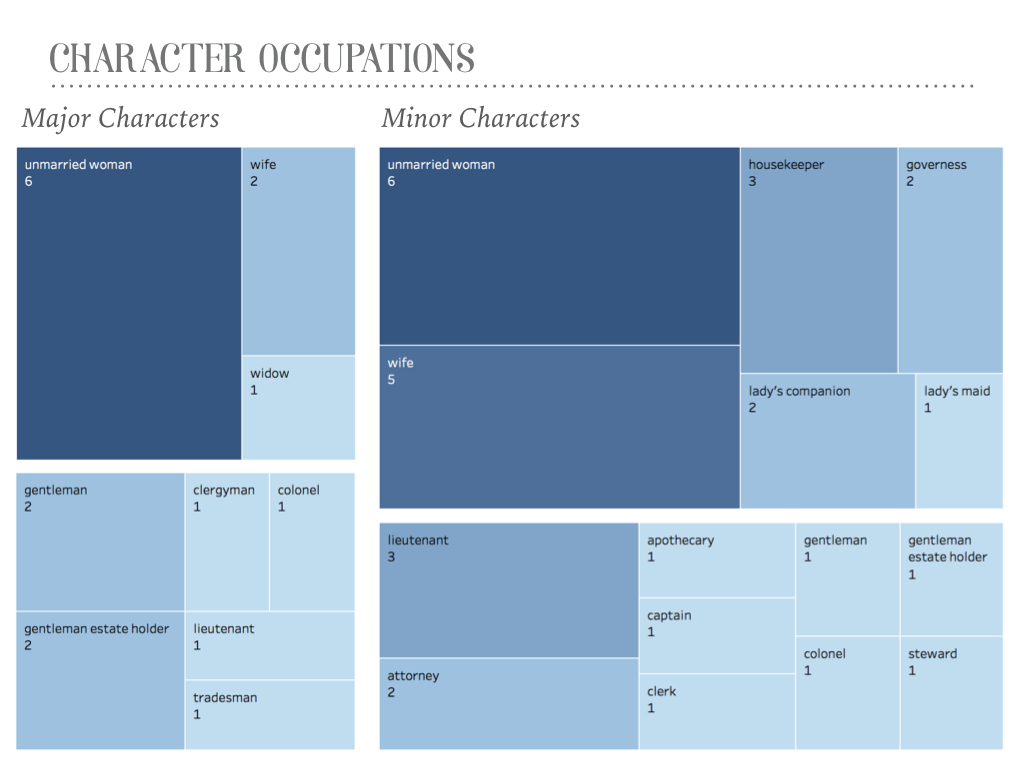 CHARACTER OCCUPATIONS
Major Characters
unmarried woman
6
wife
2
widow
1
gentleman
2
clergyman
1
colonel
1
gentleman estate holder
2
lieutenant
1
tradesman
1
Minor Characters
unmarried woman
6
housekeeper
3
governess
2
wife
5
lady's companion
2
lady's maid
1
lieutenant
3
apothecary
1
gentleman
1
gentleman
estate holder
1
captain
1
attorney
2
clerk
1
colonel
1
steward
1